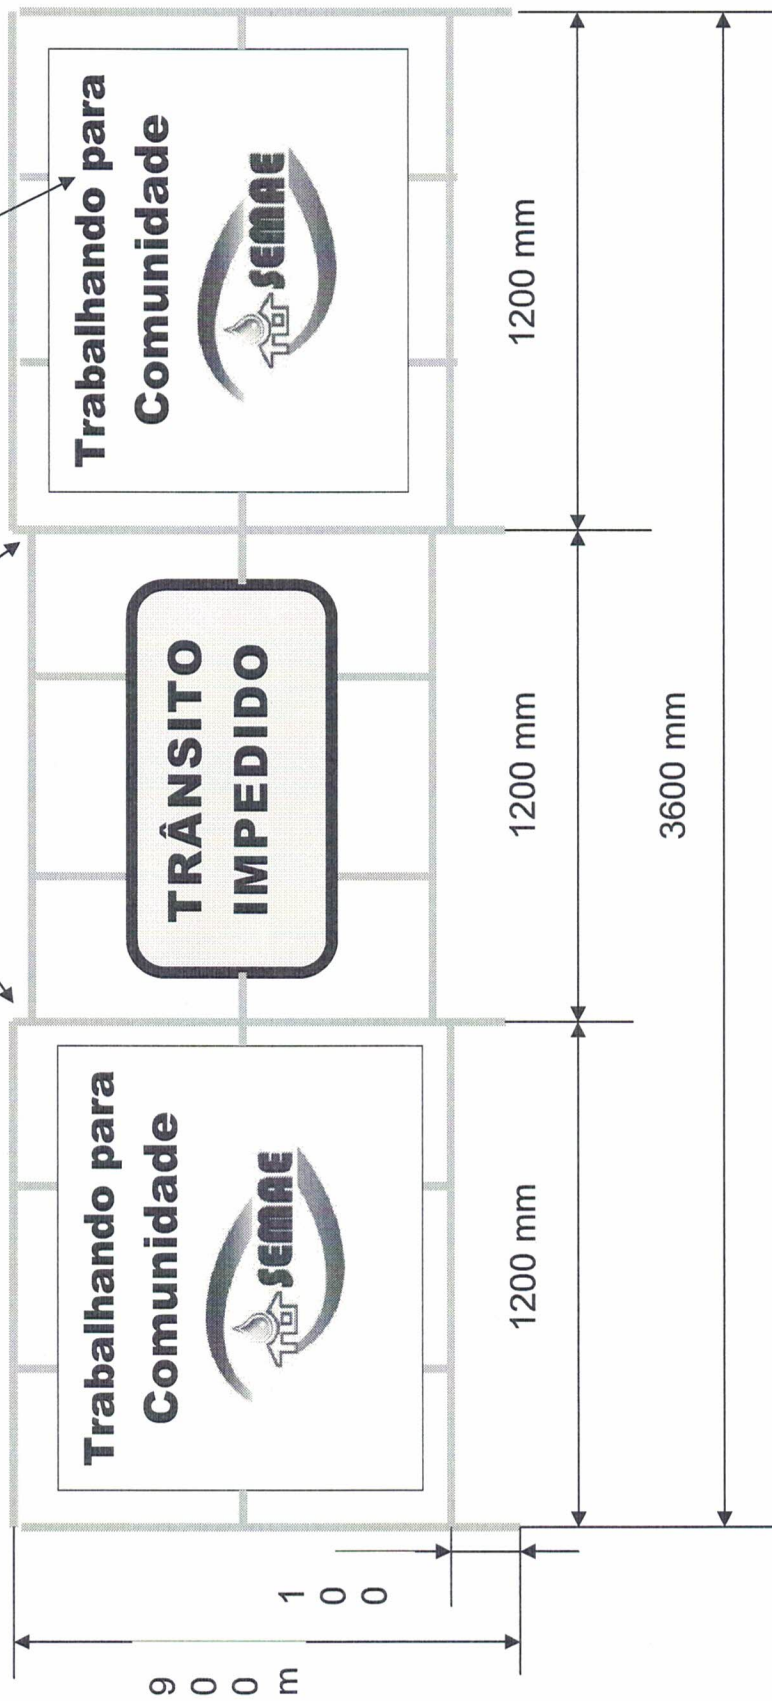 Trabalhando para
Comunidade
SEMAE
TRÂNSITO
IMPEDIDO
Trabalhando para
Comunidade
SEMAE
900m
100
1200 mm
1200 mm
1200 mm
3600 mm